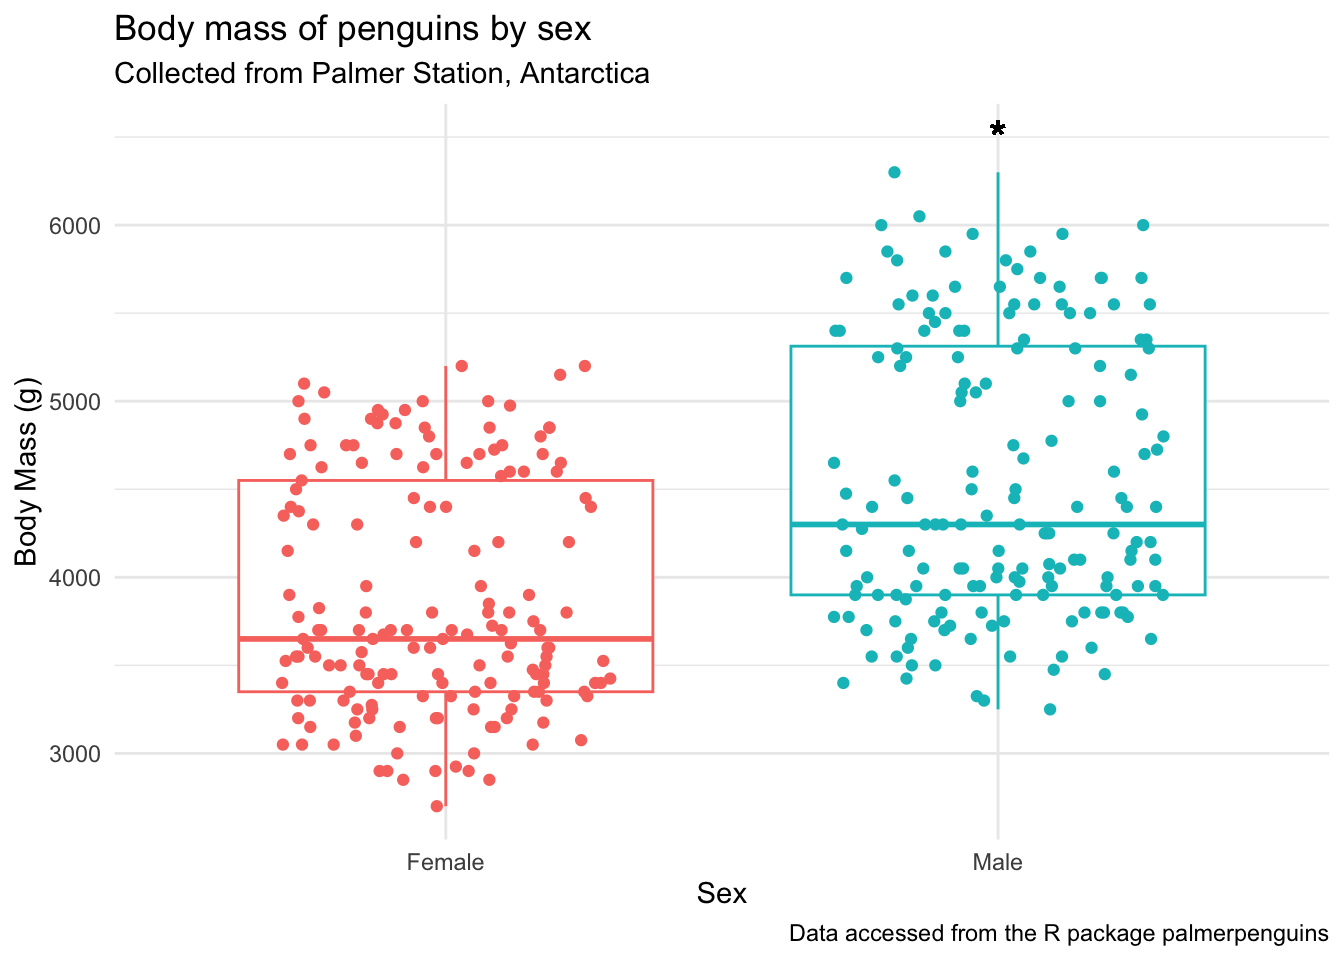 Body mass of penguins by sex
Collected from Palmer Station, Antarctica
*
6000
5000
4000
3000
Body Mass (g)
Female
Male
Sex
Data accessed from the R package palmerpenguins